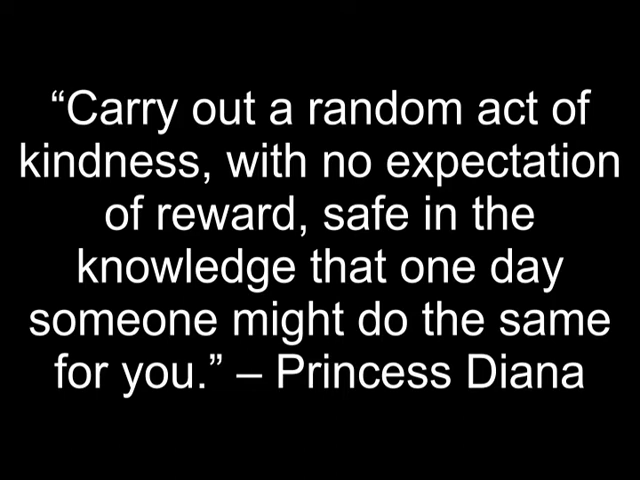 “Carry out a random act of
kindness, with no expectation
of reward, safe in the
knowledge that one day
someone might do the same
for you.” – Princess Diana